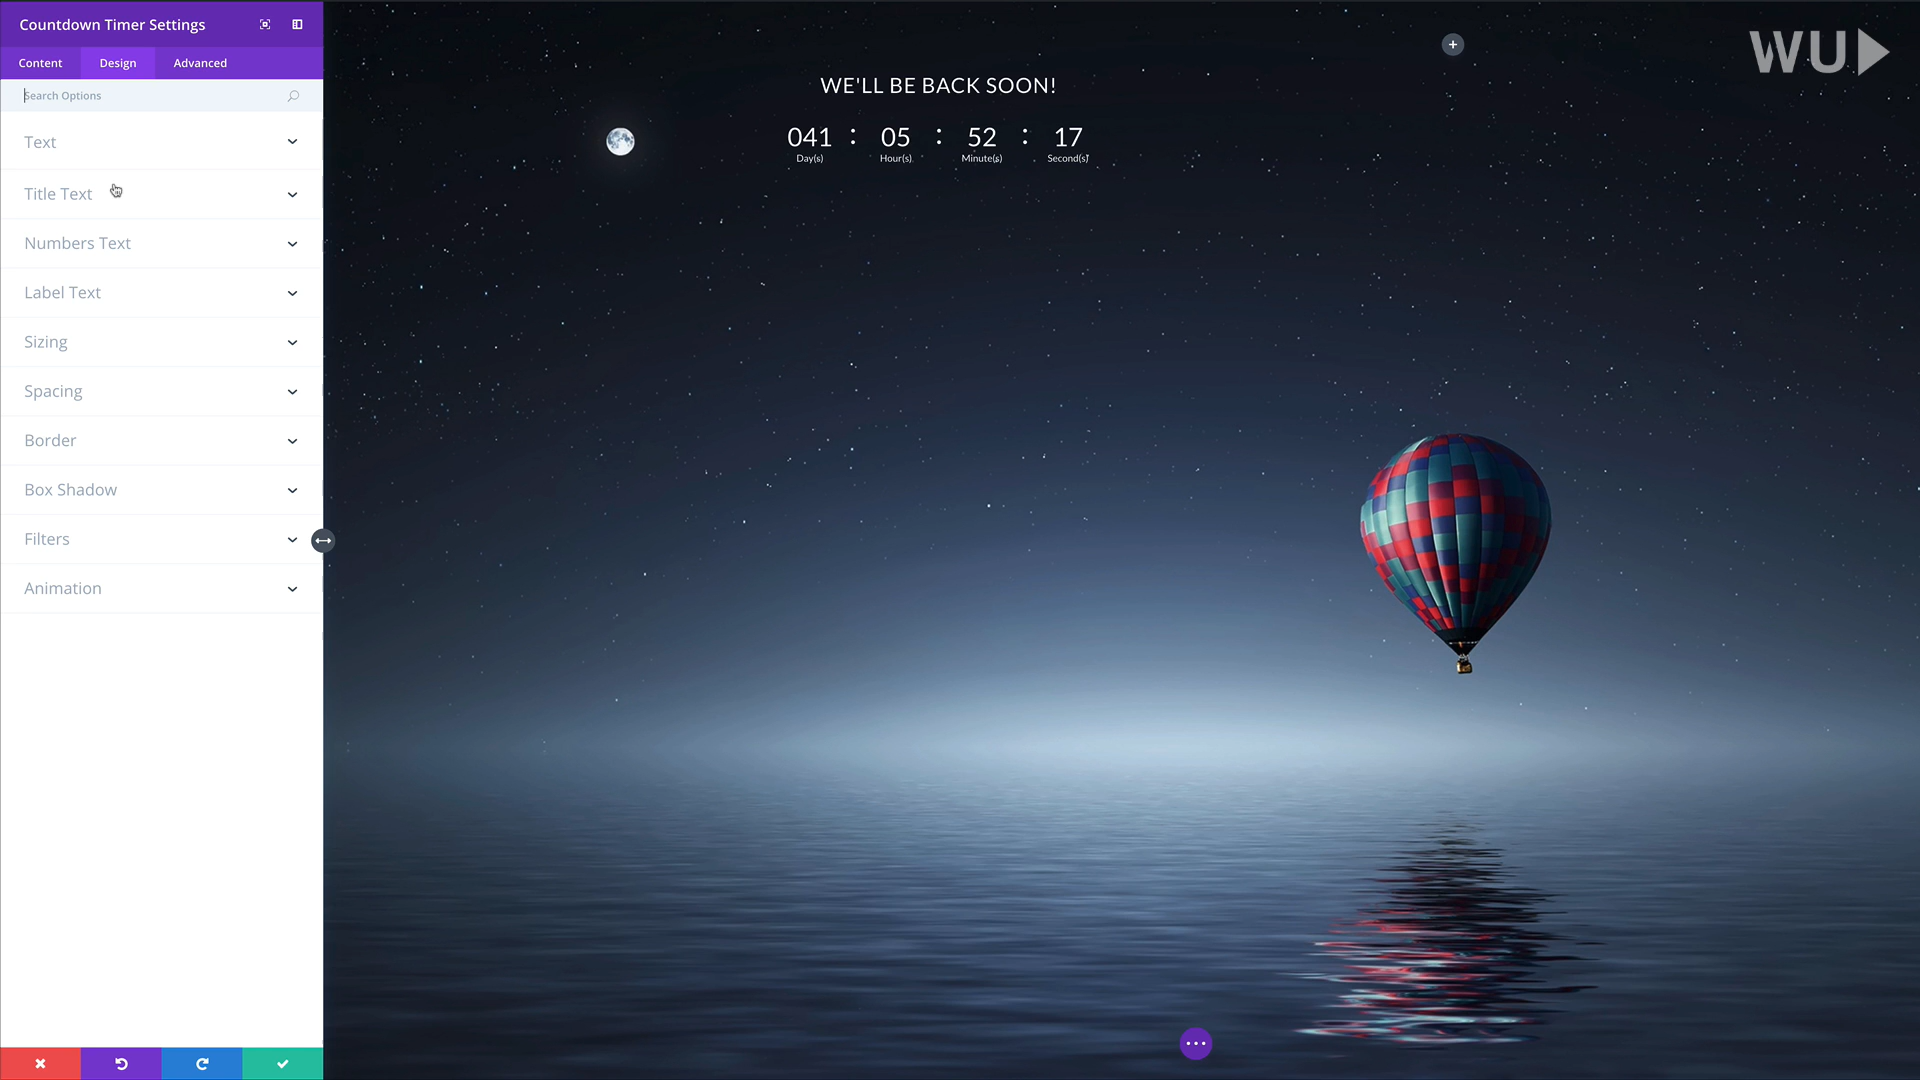 Countdown Timer Settings
Content Design Advanced
Search Options
Text
Title Text
Numbers Text
Label Text
Sizing
Spacing
Border
Box Shadow
Filters
Animation
WU
WE'LL BE BACK SOON!
041 : 05 : 52 : 17
Day(s) Hour(s) Minute(s) Second(s)